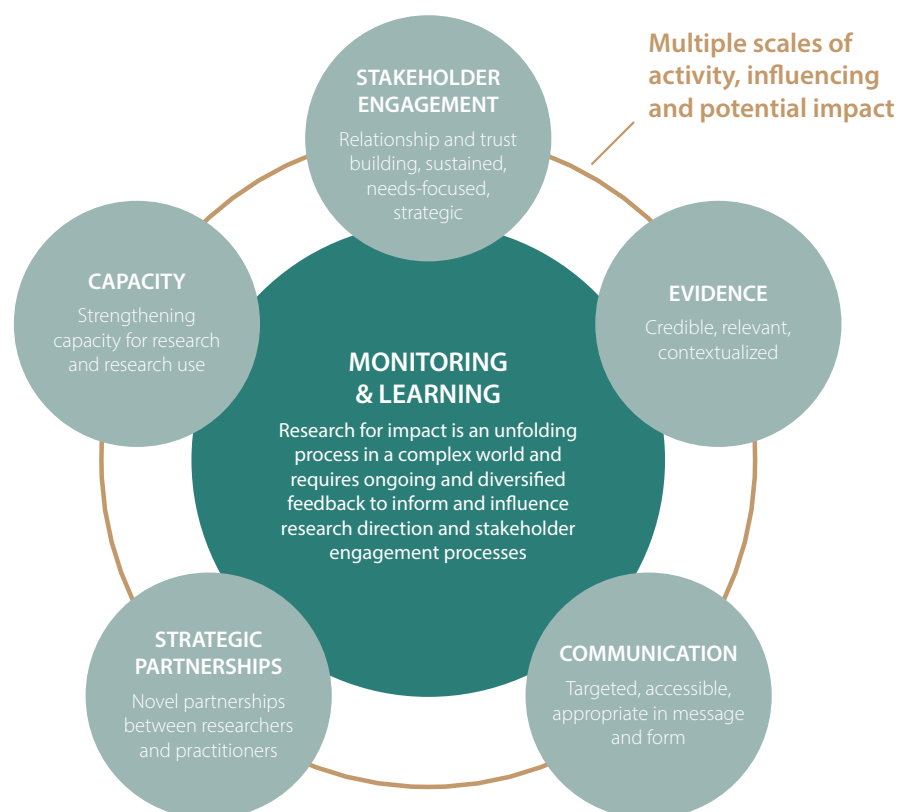 Multiple scales of
activity, influencing
and potential impact
STAKEHOLDER
ENGAGEMENT
Relationship and trust
building, sustained,
needs-focused,
strategic
CAPACITY
Strengthening
capacity for research
and research use
EVIDENCE
Credible, relevant,
contextualized
MONITORING
& LEARNING
Research for impact is an unfolding
process in a complex world and
requires ongoing and diversified
feedback to inform and influence
research direction and stakeholder
engagement processes
STRATEGIC
PARTNERSHIPS
Novel partnerships
between researchers
and practitioners
COMMUNICATION
Targeted, accessible,
appropriate in message
and form